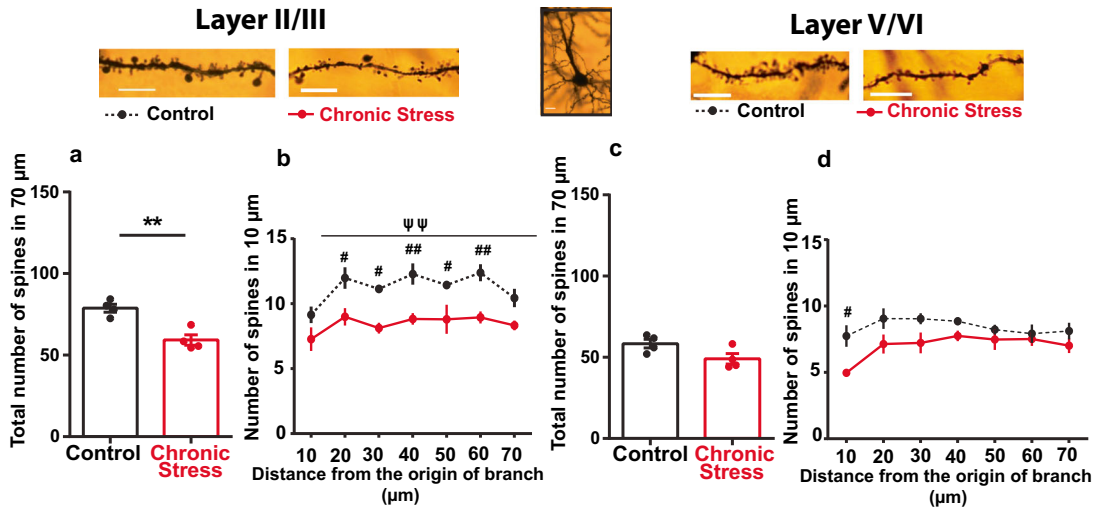 Layer II/III
Layer V/VI
Control
Chronic Stress
Control
Chronic Stress
a
Total number of spines in 70 µm
150
100
50
0
**
Control
Chronic
Stress
b
Number of spines in 10 µm
15
10
5
0
ψ ψ
#
#
##
#
##
10 20 30 40 50 60 70
Distance from the origin of branch
(µm)
c
Total number of spines in 70 µm
150
100
50
0
Control
Chronic
Stress
d
Number of spines in 10 µm
15
10
5
0
#
10 20 30 40 50 60 70
Distance from the origin of branch
(µm)